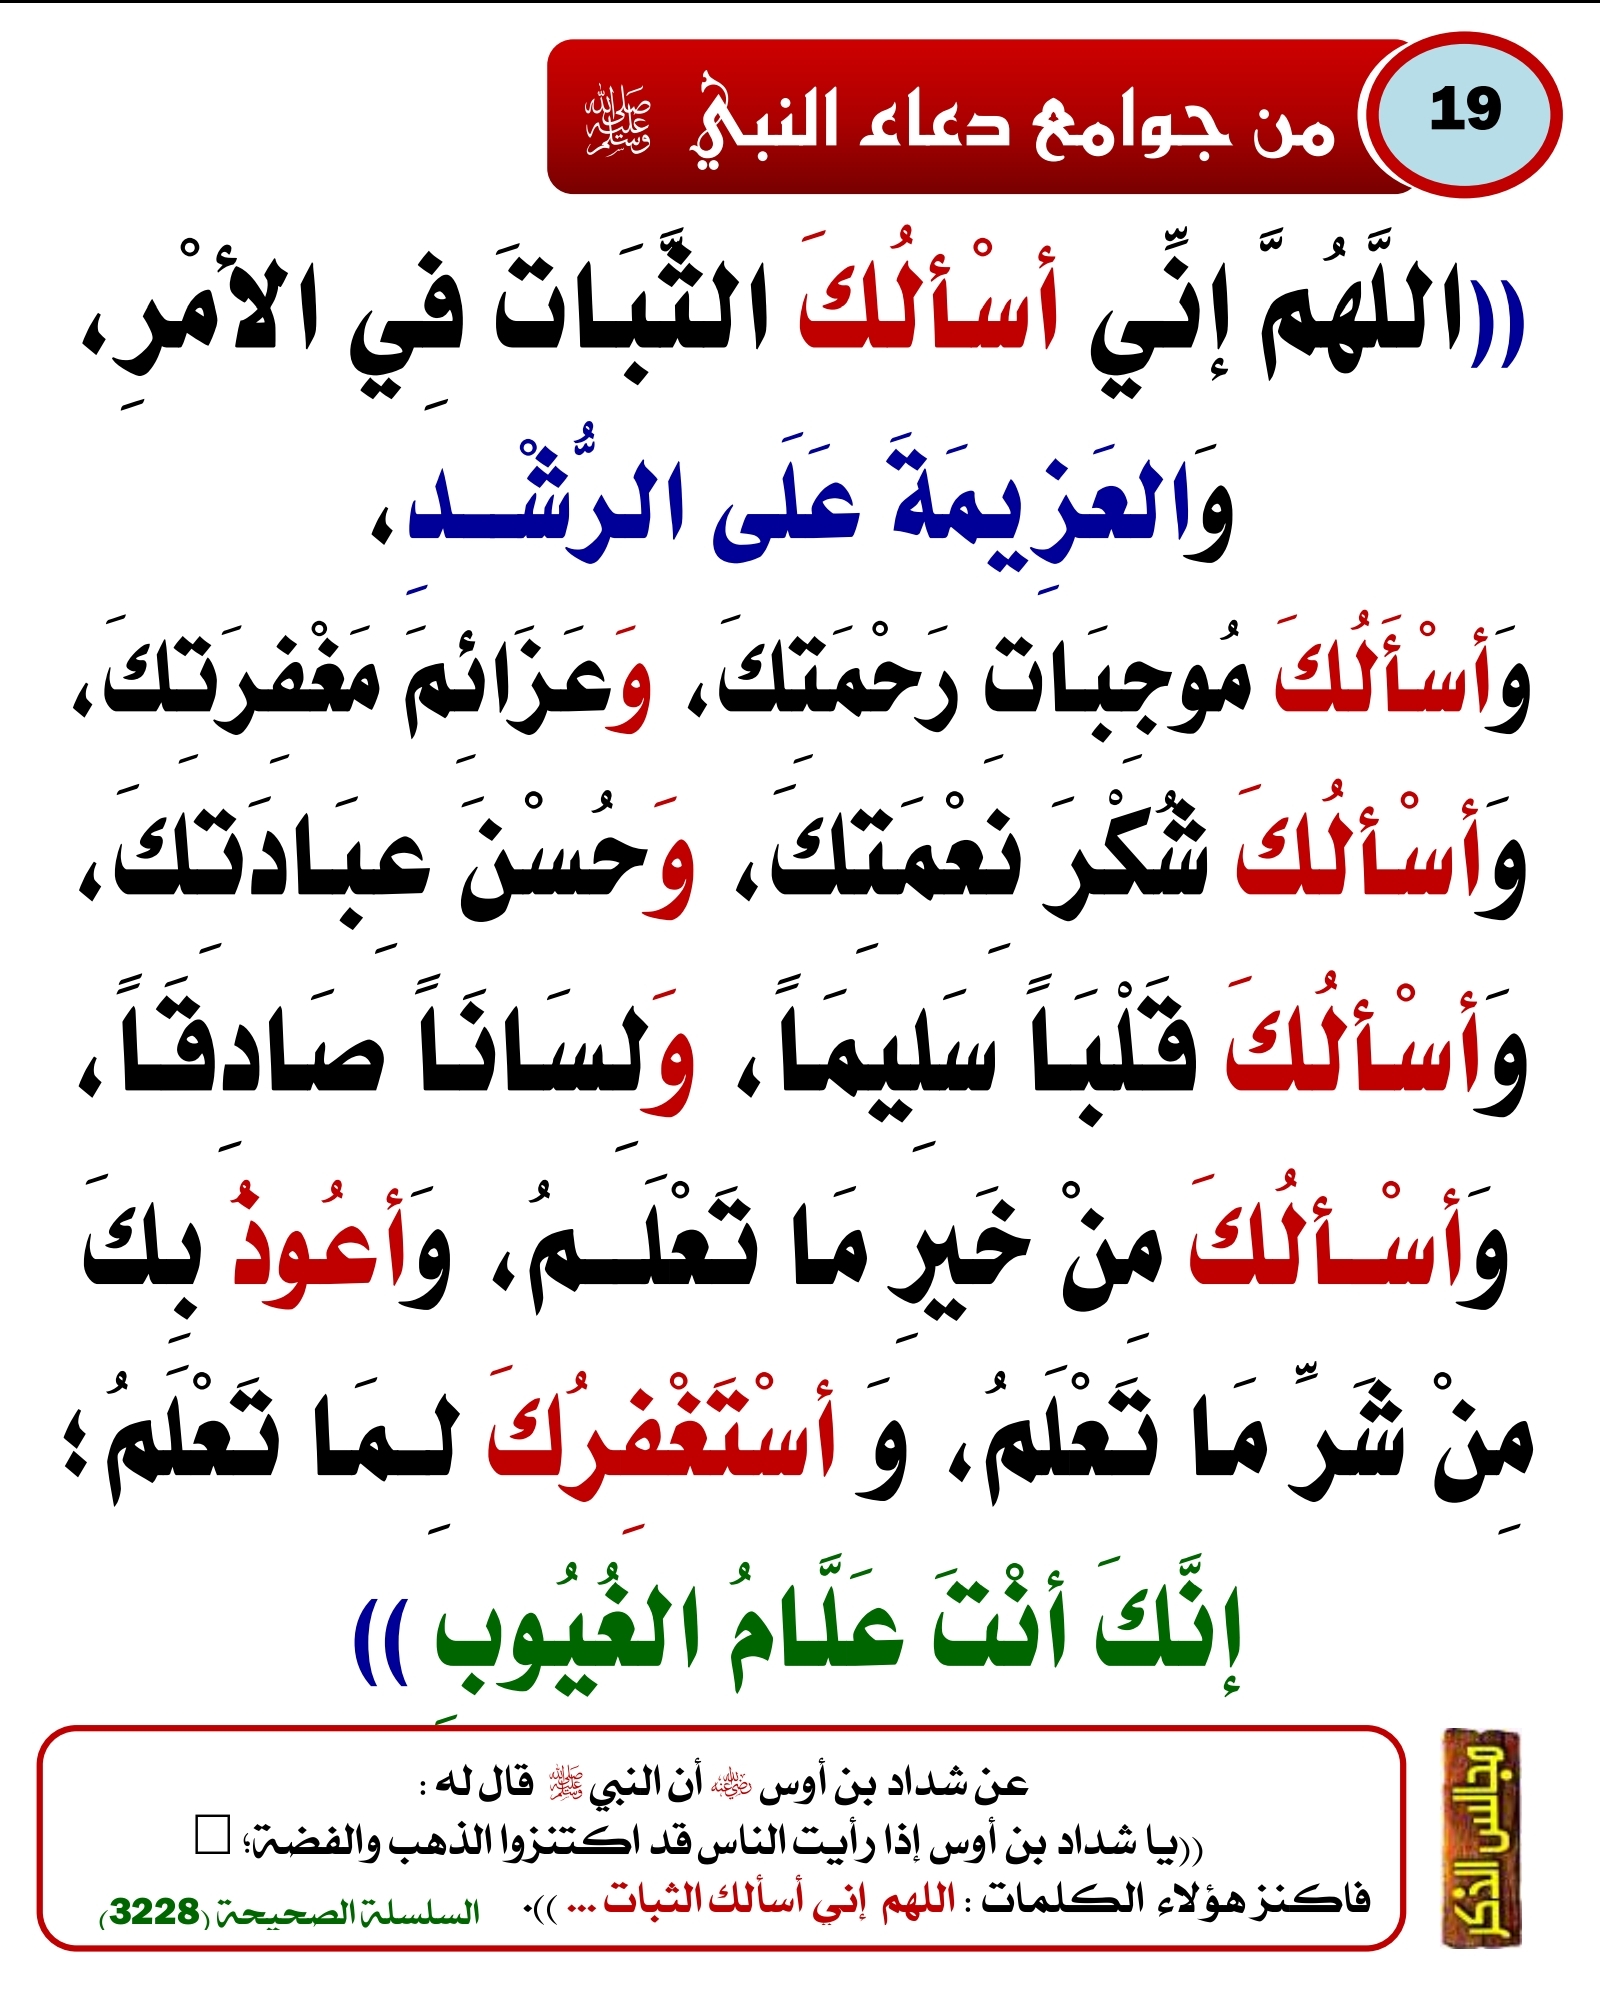 19
من جوامع دعاء النبي ﷺ
((اللَّهُمَّ إنِّي أسْألُكَ الثَّبَاتَ فِي الأمْرِ،
وَالعَزِيمَةَ عَلَى الرُّشْـدِ،
وَأسْأَلُكَ مُوجِبَاتِ رَحْمَتِكَ، وَعَزَائِمَ مَغْفِرَتِكَ،
وَأسْألُكَ شُكْرَ نِعْمَتِكَ، وَحُسْنَ عِبَادَتِكَ،
وَأسْألُكَ قَلْبَاً سَلِيمَاً، وَلِسَانَاً صَادِقَاً،
وَأسْـألُكَ مِنْ خَيرِ مَا تَعْلَـمُ، وَأعُوذُ بِكَ
مِنْ شَرِّ مَا تَعْلَمُ، وَ أسْتَغْفِرُكَ لِـمَا تَعْلَمُ؛
إنَّكَ أنْتَ عَلَّامُ الغُيُوبِ ))
عن شداد بن أوس رضي الله عنه أن النبي ﷺ قال له :
((يا شداد بن أوس إذا رأيت الناس قد اكتنزوا الذهب والفضة؛ □
فاكنز هؤلاء الكلمات : اللهم إني أسألك الثبات ... )). السلسلة الصحيحة (3228)
مجالس الذكر